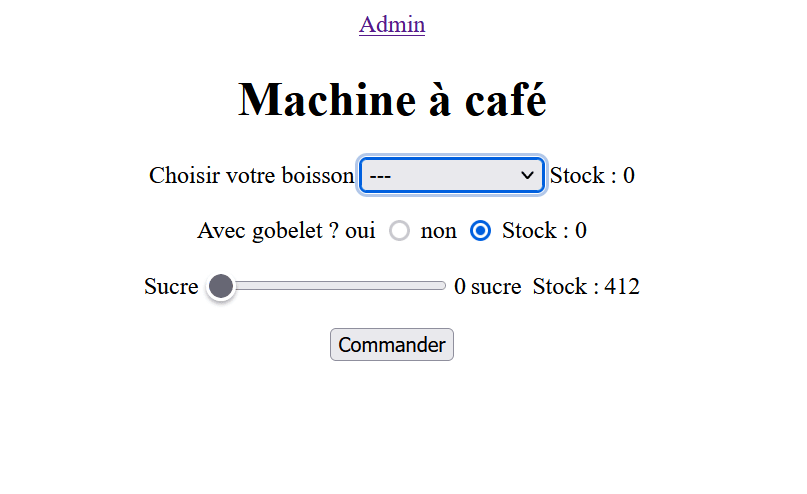 Admin
Machine à café
Choisir votre boisson --- Stock : 0
Avec gobelet ? oui non Stock : 0
Sucre 0 sucre Stock : 412
Commander